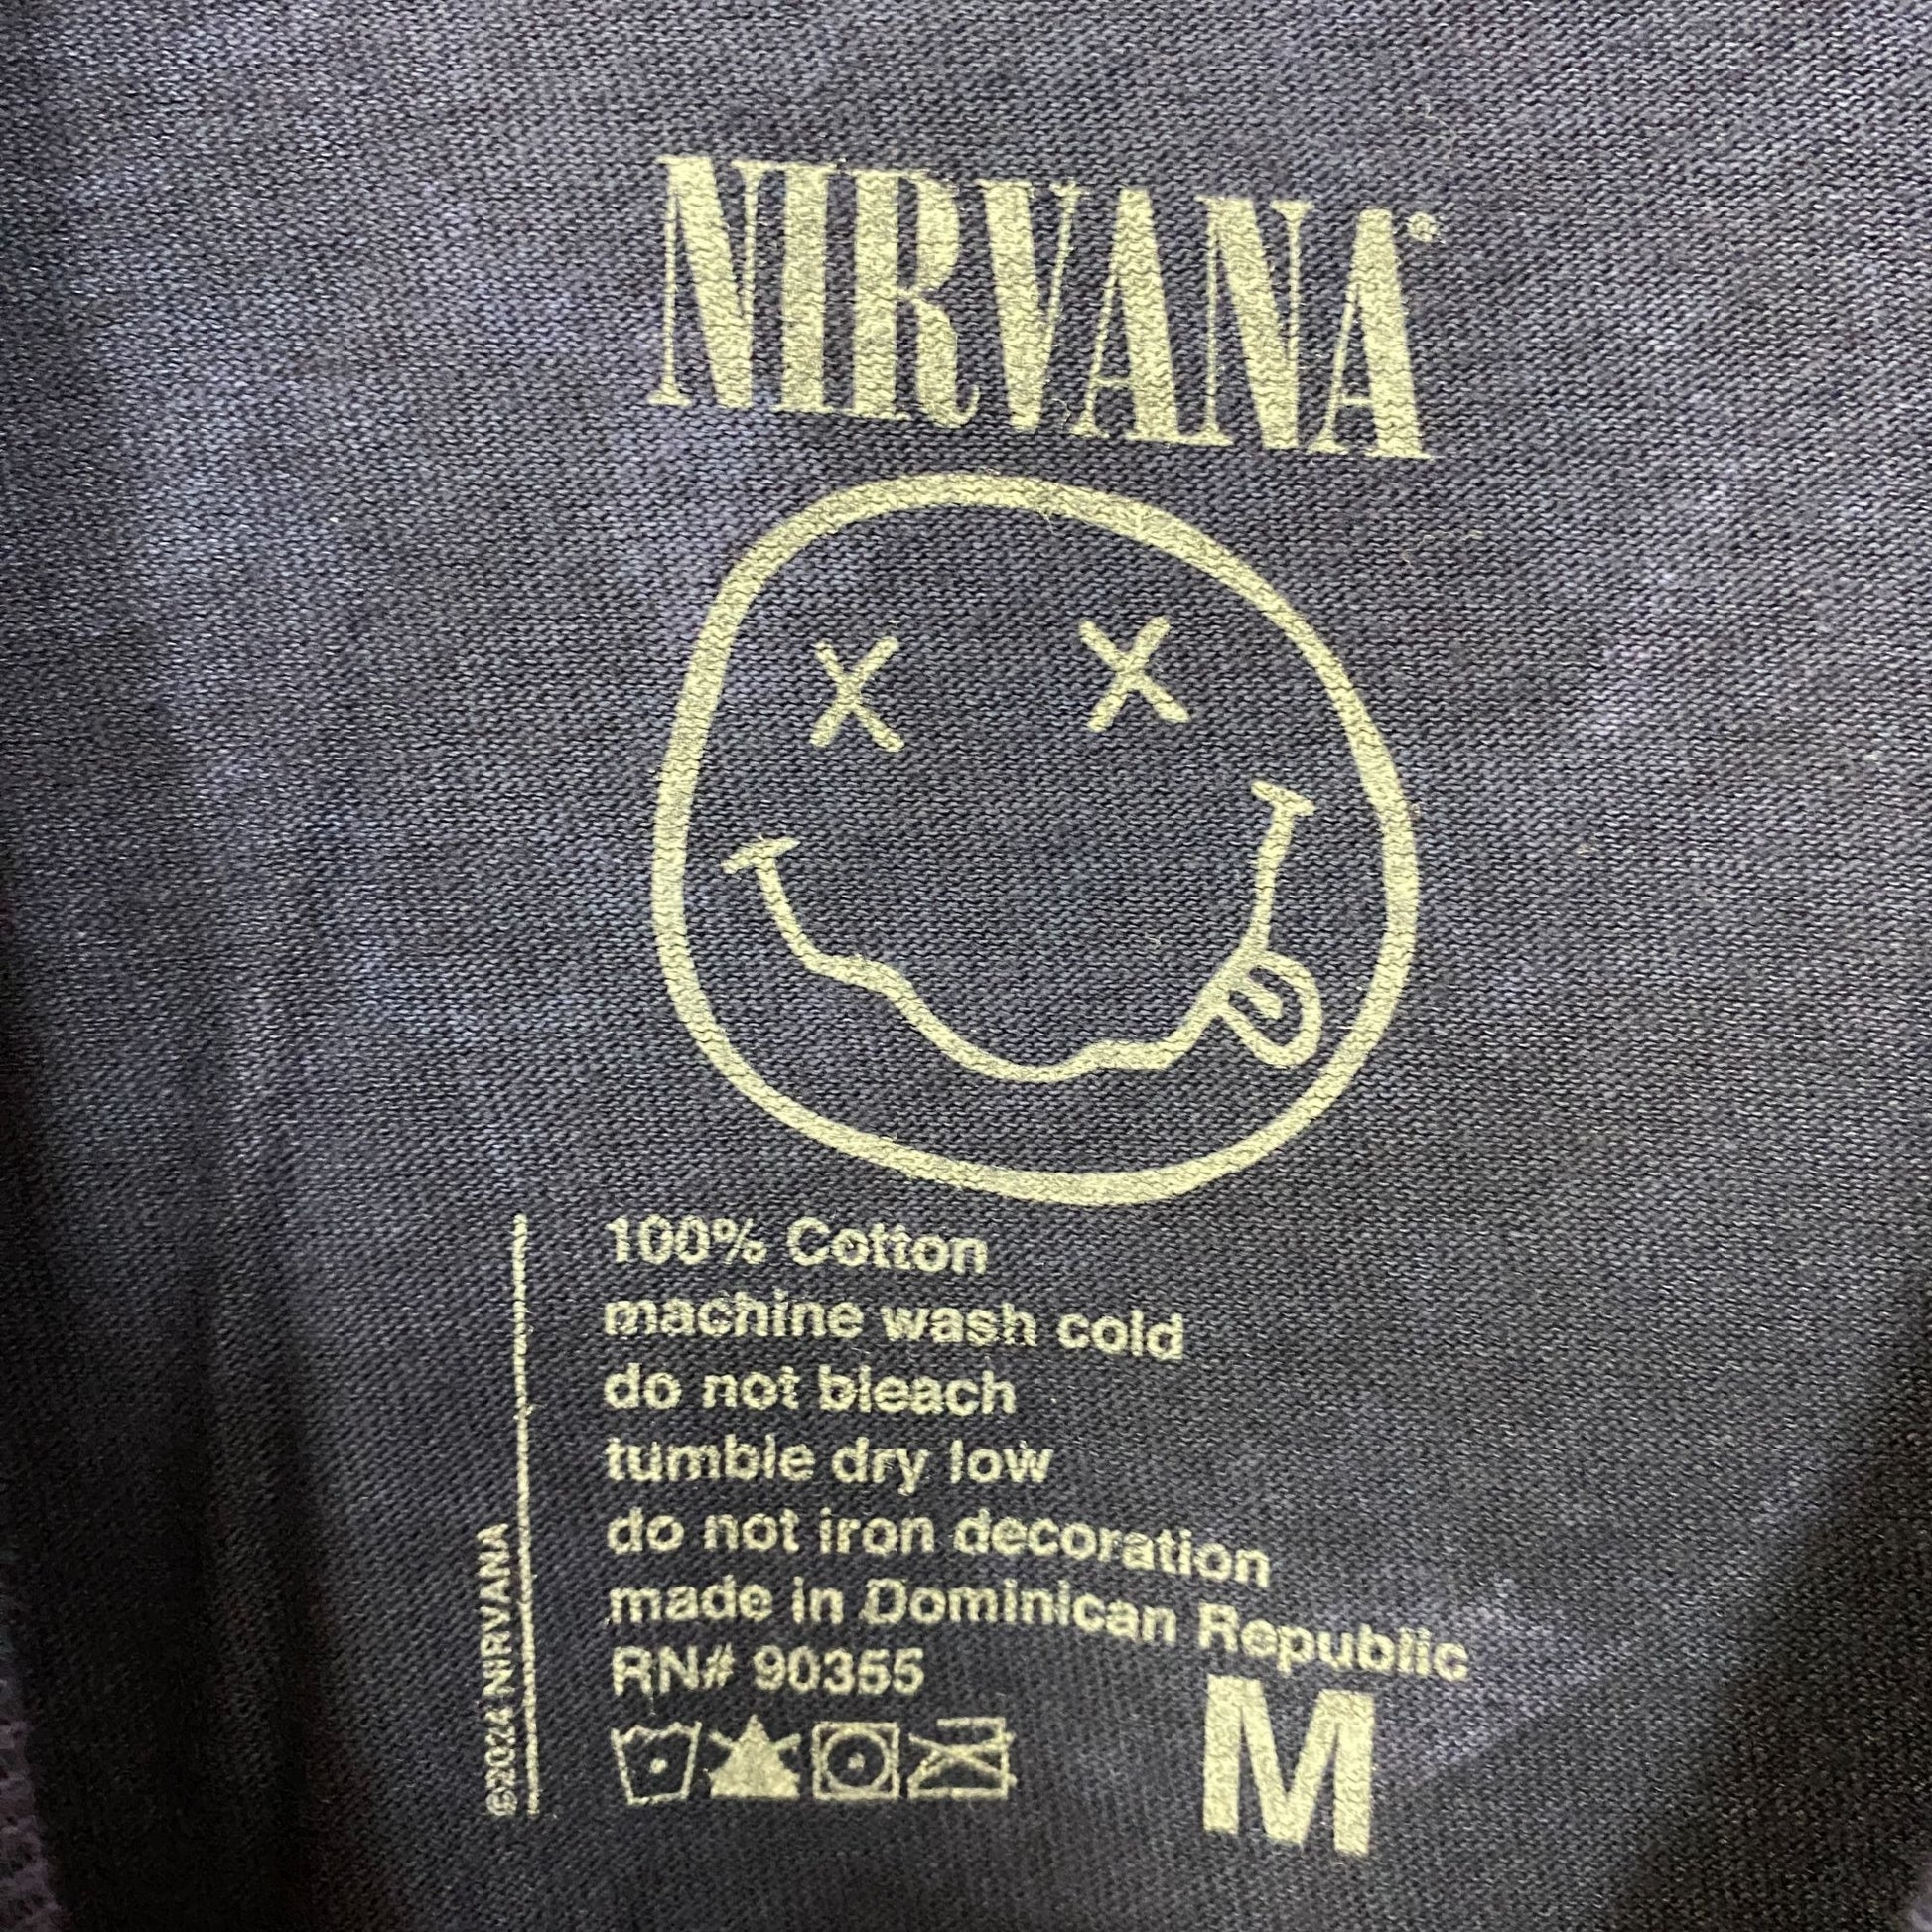 NIRVANA®
100% Cotton
machine wash cold
do not bleach
tumble dry low
do not iron decoration
made in Dominican Republic
RN# 90355
M
©2024 NIRVANA